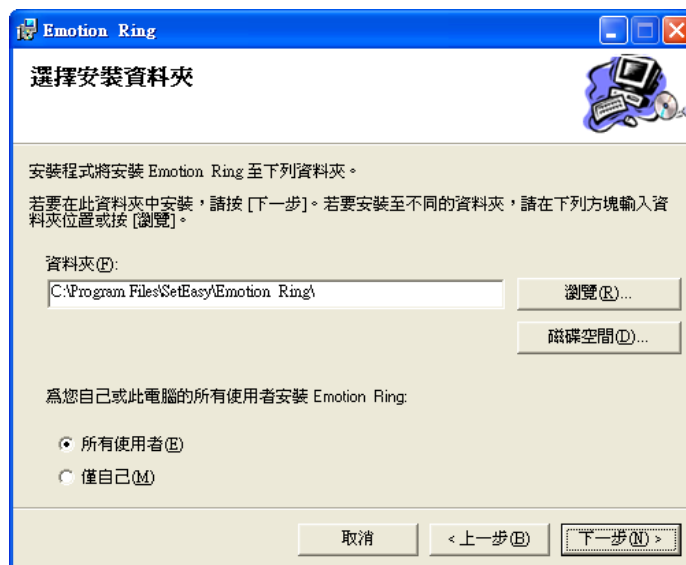 Emotion Ring
選擇安裝資料夾
安裝程式將安裝 Emotion Ring 至下列資料夾。
若要在此資料夾中安裝，請按 [下一步]。若要安裝至不同的資料夾，請在下列方塊輸入資
料夾位置或按 [瀏覽]。
資料夾(F):
C:\Program Files\SetEasy\Emotion Ring\
瀏覽(R)...
磁碟空間(D)...
為您自己或此電腦的所有使用者安裝 Emotion Ring:
所有使用者(E)
僅自己(M)
取消
<上一步(B)
下一步(N) >